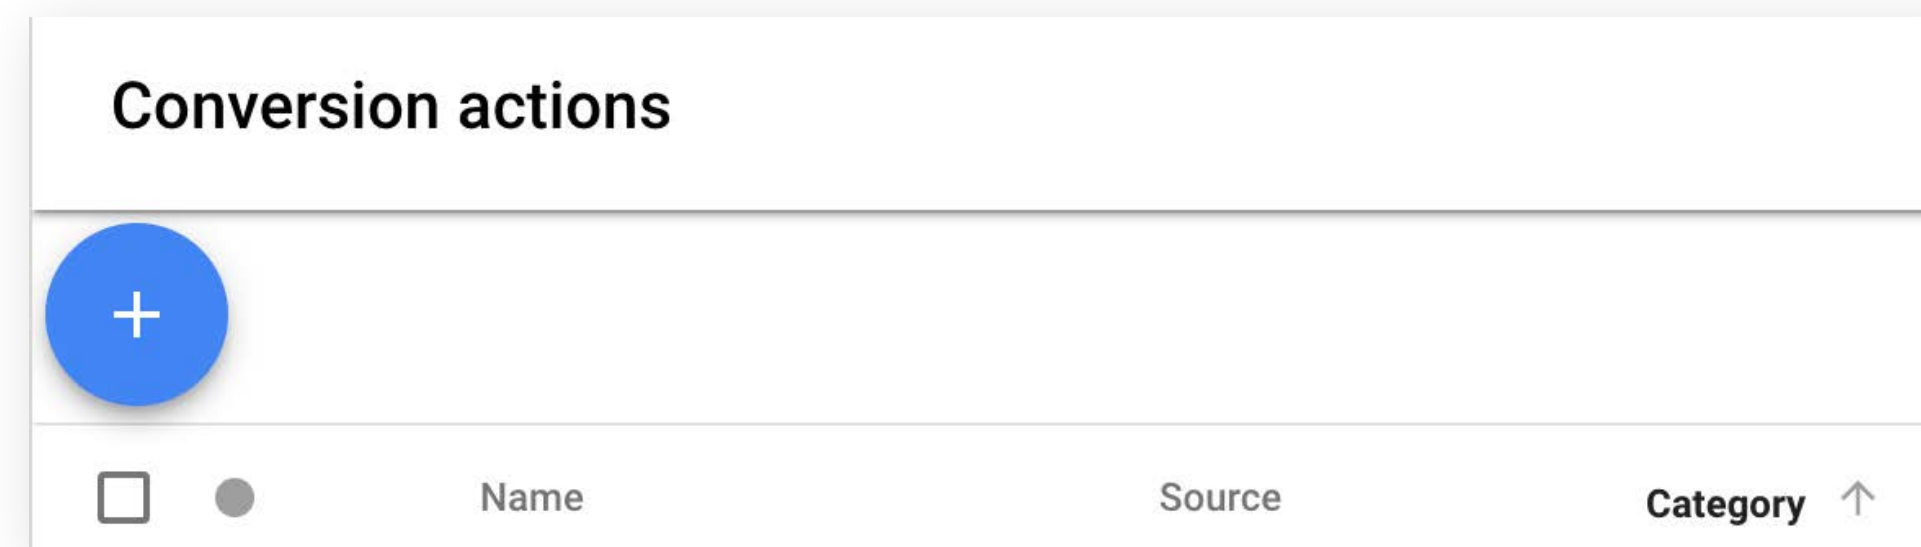 Conversion actions
+
Name Source Category ↑